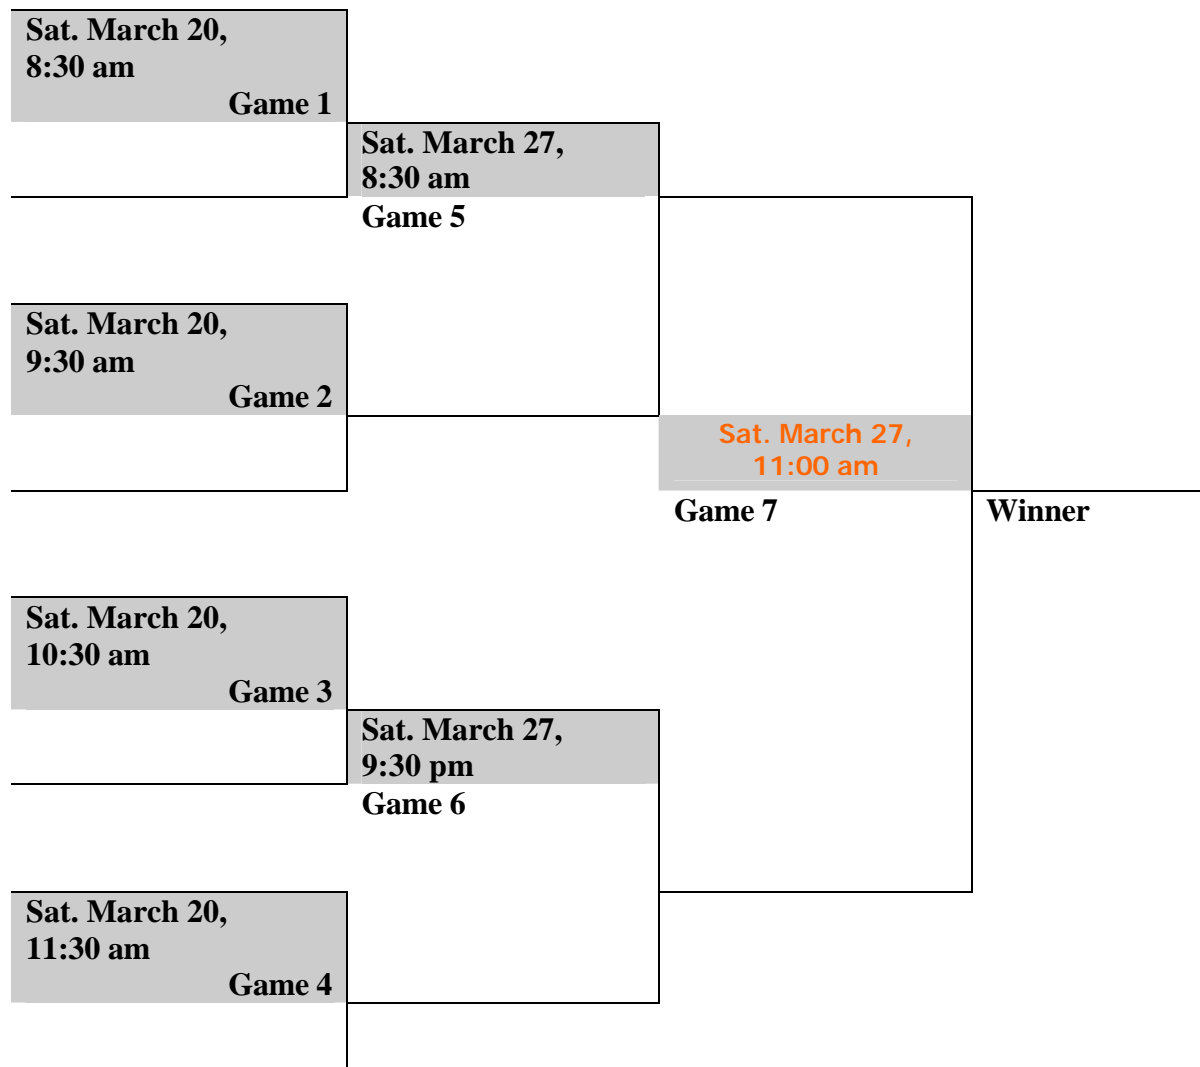 Sat. March 20,
8:30 am
Game 1
Sat. March 27,
8:30 am
Game 5
Sat. March 20,
9:30 am
Game 2
Sat. March 27,
11:00 am
Game 7
Winner
Sat. March 20,
10:30 am
Game 3
Sat. March 27,
9:30 pm
Game 6
Sat. March 20,
11:30 am
Game 4